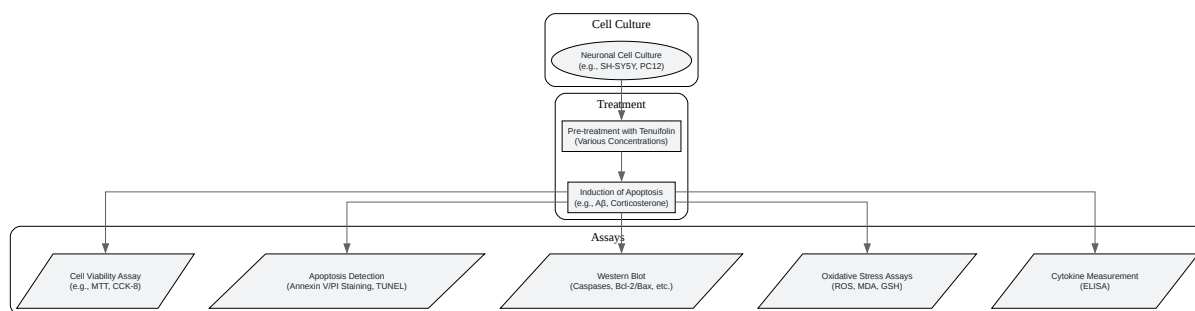 Cell Culture
Neuronal Cell Culture
(e.g., SH-SY5Y, PC12)
Treatment
Pre-treatment with Tenuifolin
(Various Concentrations)
Induction of Apoptosis
(e.g., Aβ, Corticosterone)
Assays
Cell Viability Assay
(e.g., MTT, CCK-8)
Apoptosis Detection
(Annexin V/PI Staining, TUNEL)
Western Blot
(Caspases, Bcl-2/Bax, etc.)
Oxidative Stress Assays
(ROS, MDA, GSH)
Cytokine Measurement
(ELISA)